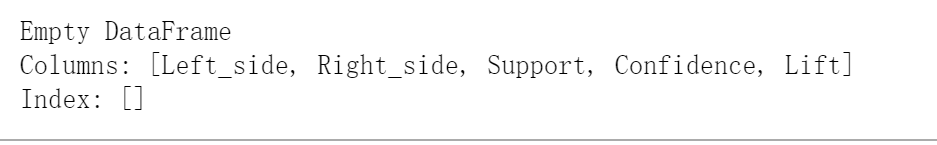 Empty DataFrame
Columns: [Left_side, Right_side, Support, Confidence, Lift]
Index: []